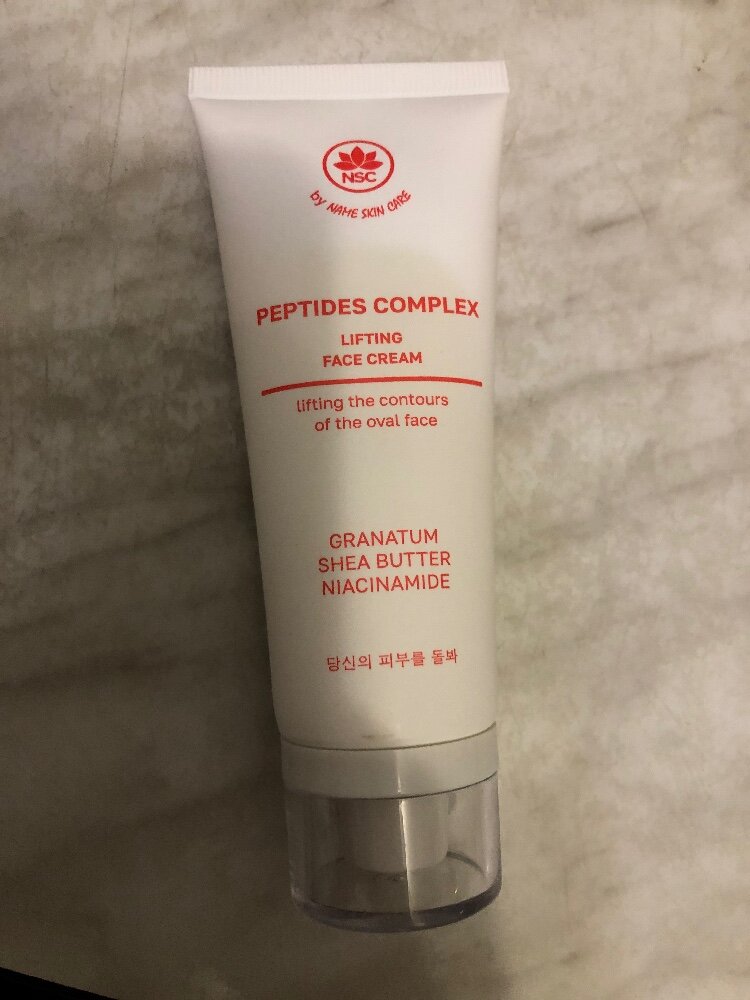 NSC
by NAME SKIN CARE
PEPTIDES COMPLEX
LIFTING
FACE CREAM
lifting the contours
of the oval face
GRANATUM
SHEA BUTTER
NIACINAMIDE
당신의 피부를 돌봐